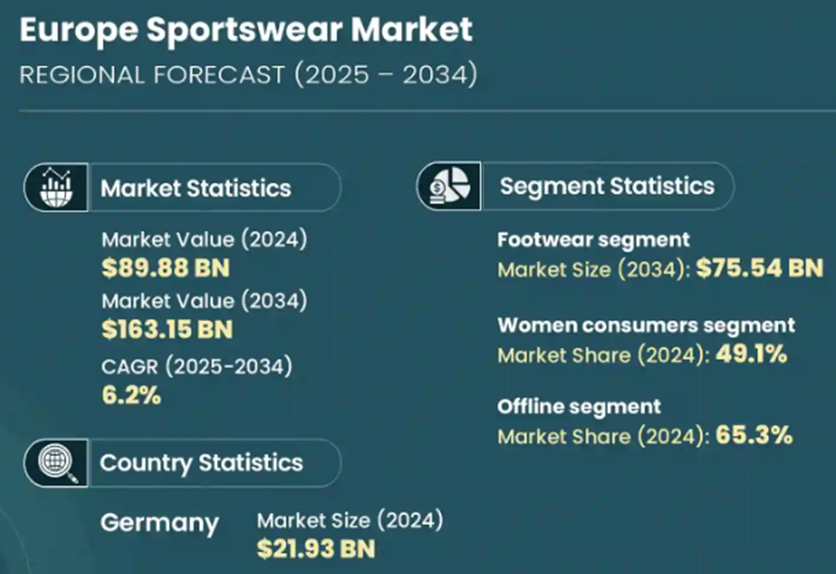 Europe Sportswear Market
REGIONAL FORECAST (2025 – 2034)
Market Statistics
Market Value (2024)
$89.88 BN
Market Value (2034)
$163.15 BN
CAGR (2025-2034)
6.2%
Segment Statistics
Footwear segment
Market Size (2034): $75.54 BN
Women consumers segment
Market Share (2024): 49.1%
Offline segment
Market Share (2024): 65.3%
Country Statistics
Germany
Market Size (2024)
$21.93 BN